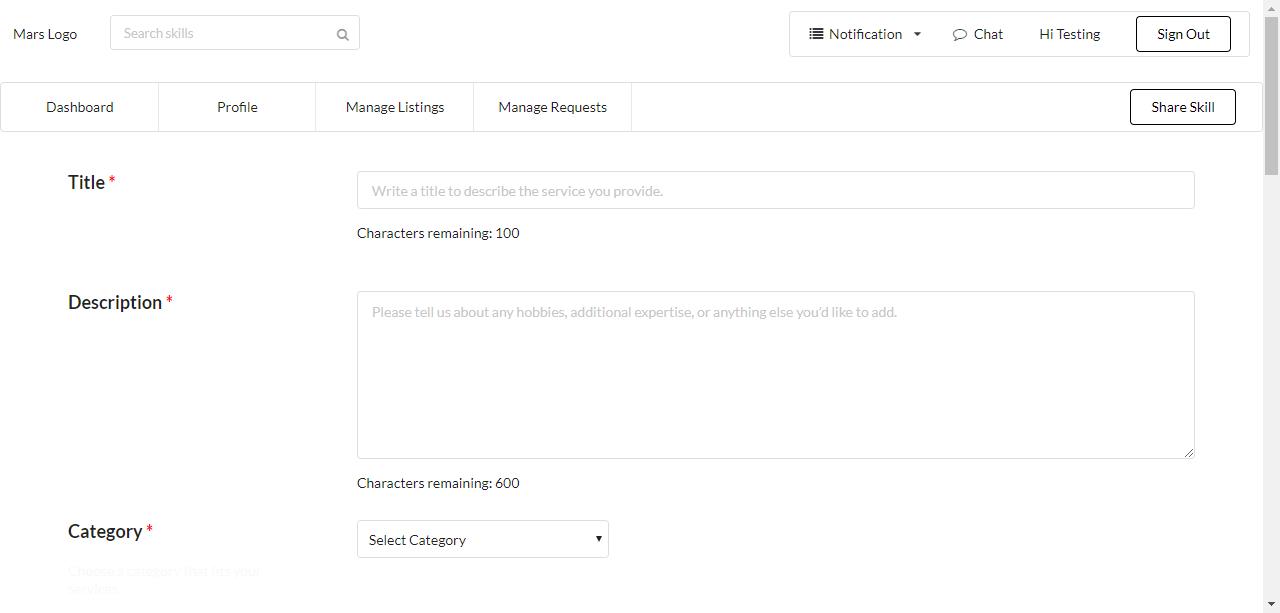 Mars Logo
Search skills
Notification
Chat
Hi Testing
Sign Out
Dashboard
Profile
Manage Listings
Manage Requests
Share Skill
Title *
Write a title to describe the service you provide.
Characters remaining: 100
Description *
Please tell us about any hobbies, additional expertise, or anything else you'd like to add.
Characters remaining: 600
Category *
Select Category
Choose a category that fits your
services.